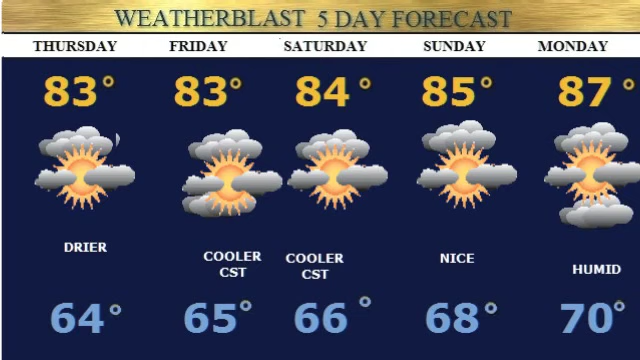 WEATHERBLAST 5 DAY FORECAST
THURSDAY FRIDAY SATURDAY SUNDAY MONDAY
83° 83° 84° 85° 87°
DRIER COOLER CST COOLER CST NICE HUMID
64° 65° 66° 68° 70°